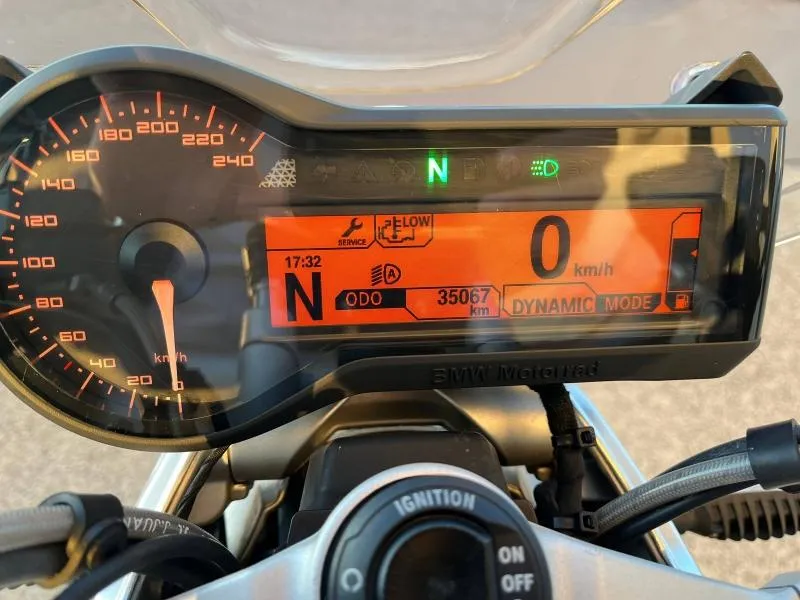 0 20 40 60 80 100 120 140 160 180 200 220 240
km/h
N
SERVICE
LOW
17:32
0 km/h
N
A
ODO 35067 km
DYNAMIC MODE
BMW Motorrad
J.JUAN
IGNITION
ON
OFF